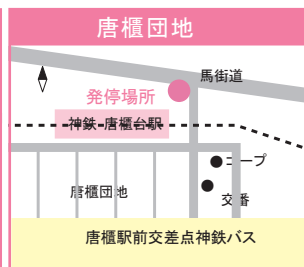 唐櫃団地
馬街道
発停場所
神鉄・唐櫃台駅
コープ
唐櫃団地
交番
唐櫃駅前交差点神鉄バス